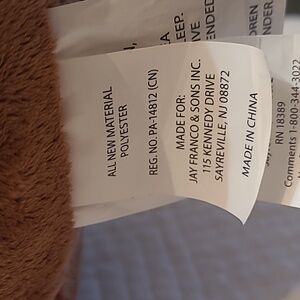 ALL NEW MATERIAL
POLYESTER
REG. NO. PA-14812 (CN)
MADE FOR:
JAY FRANCO & SONS INC.
115 KENNEDY DRIVE
SAYREVILLE, NJ 08872
MADE IN CHINA
RN 18389
Comments 1-800-344-3022